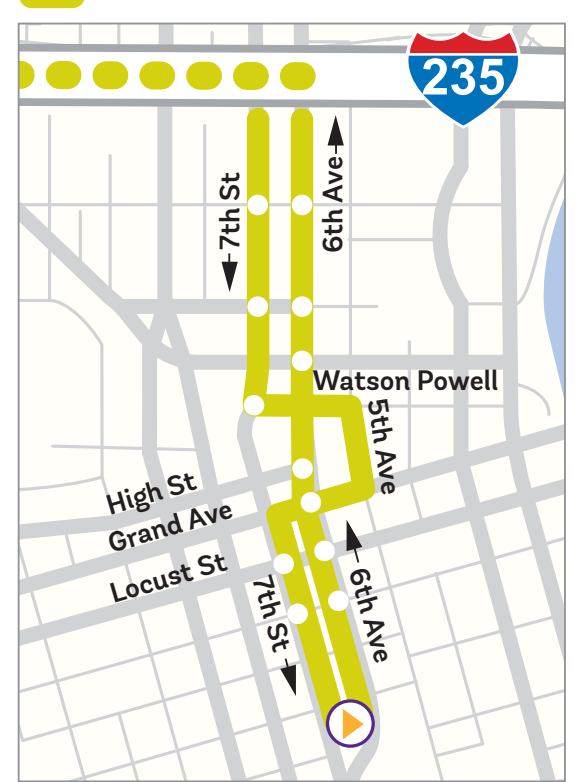 235
7th St
6th Ave
Watson Powell
5th Ave
High St
Grand Ave
Locust St
7th St
6th Ave